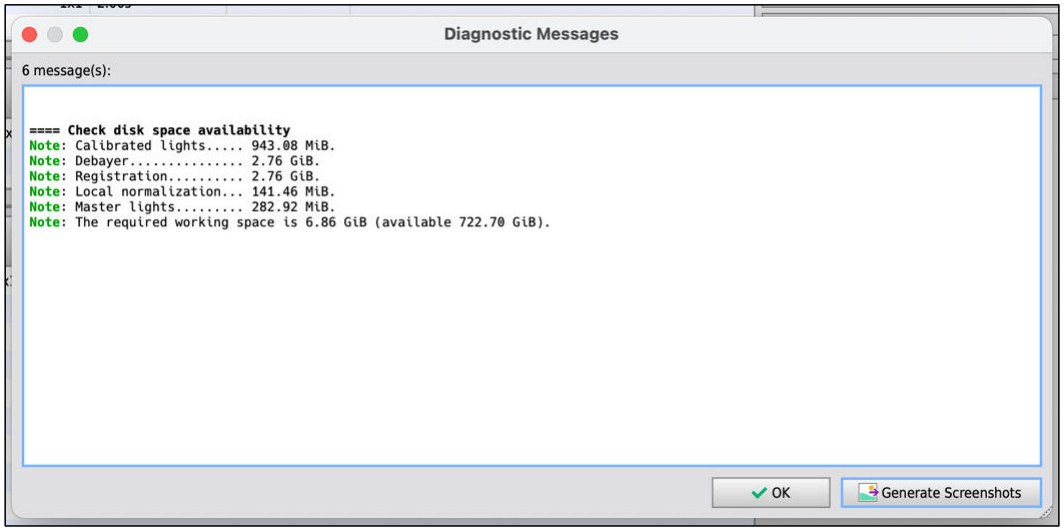 Diagnostic Messages
6 message(s):
==== Check disk space availability
Note: Calibrated lights..... 943.08 MiB.
Note: Debayer............... 2.76 GiB.
Note: Registration.......... 2.76 GiB.
Note: Local normalization... 141.46 MiB.
Note: Master lights......... 282.92 MiB.
Note: The required working space is 6.86 GiB (available 722.70 GiB).
OK
Generate Screenshots